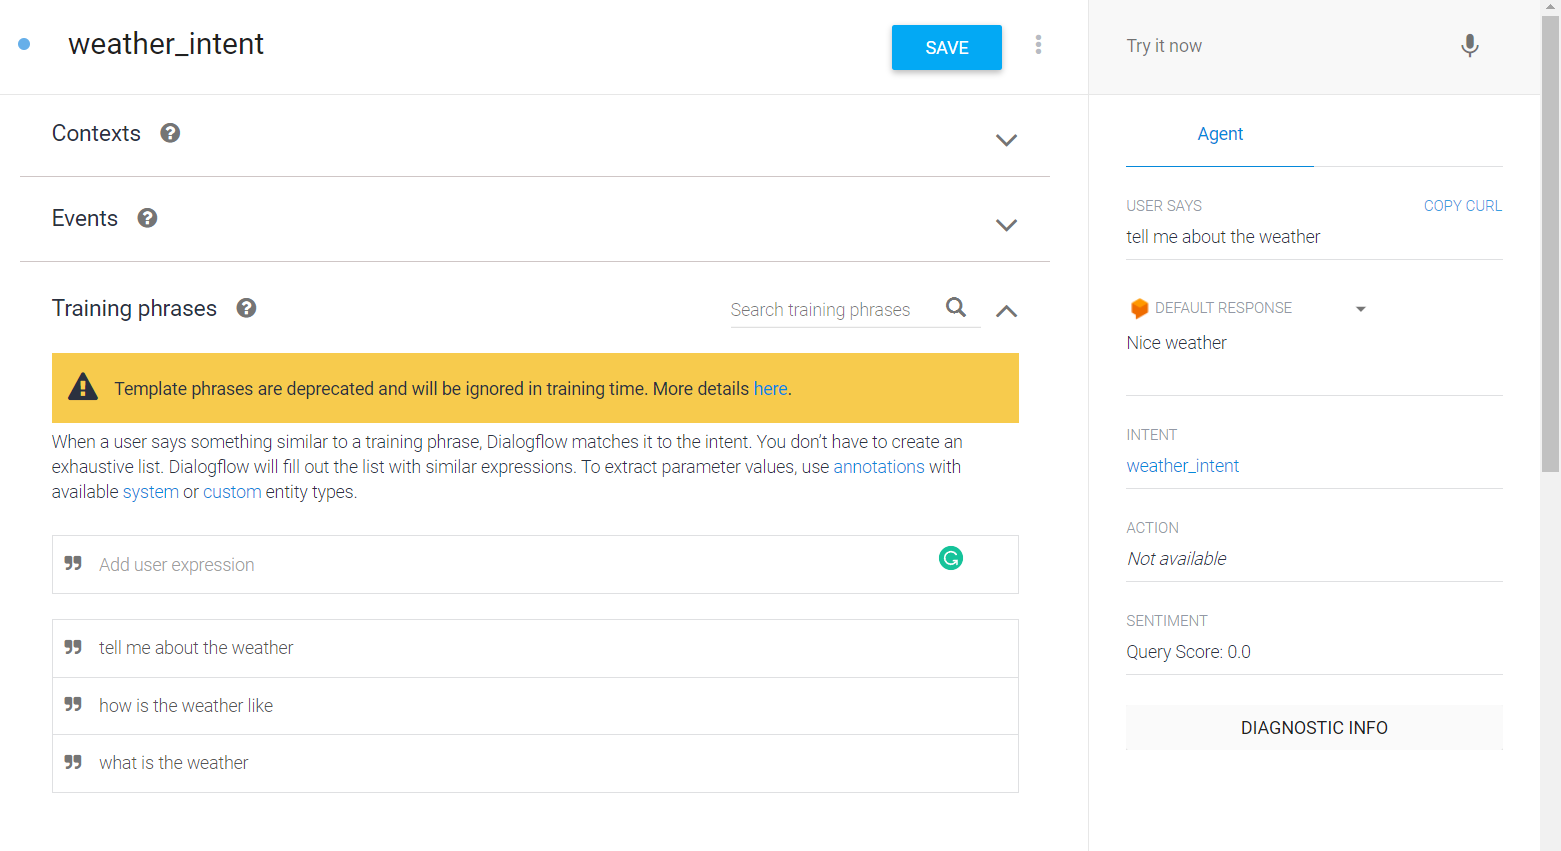 weather_intent
SAVE
Contexts
Events
Training phrases
Search training phrases
Template phrases are deprecated and will be ignored in training time. More details here.
When a user says something similar to a training phrase, Dialogflow matches it to the intent. You don’t have to create an
exhaustive list. Dialogflow will fill out the list with similar expressions. To extract parameter values, use annotations with
available system or custom entity types.
Add user expression
tell me about the weather
how is the weather like
what is the weather
Try it now
Agent
USER SAYS
COPY CURL
tell me about the weather
DEFAULT RESPONSE
Nice weather
INTENT
weather_intent
ACTION
Not available
SENTIMENT
Query Score: 0.0
DIAGNOSTIC INFO